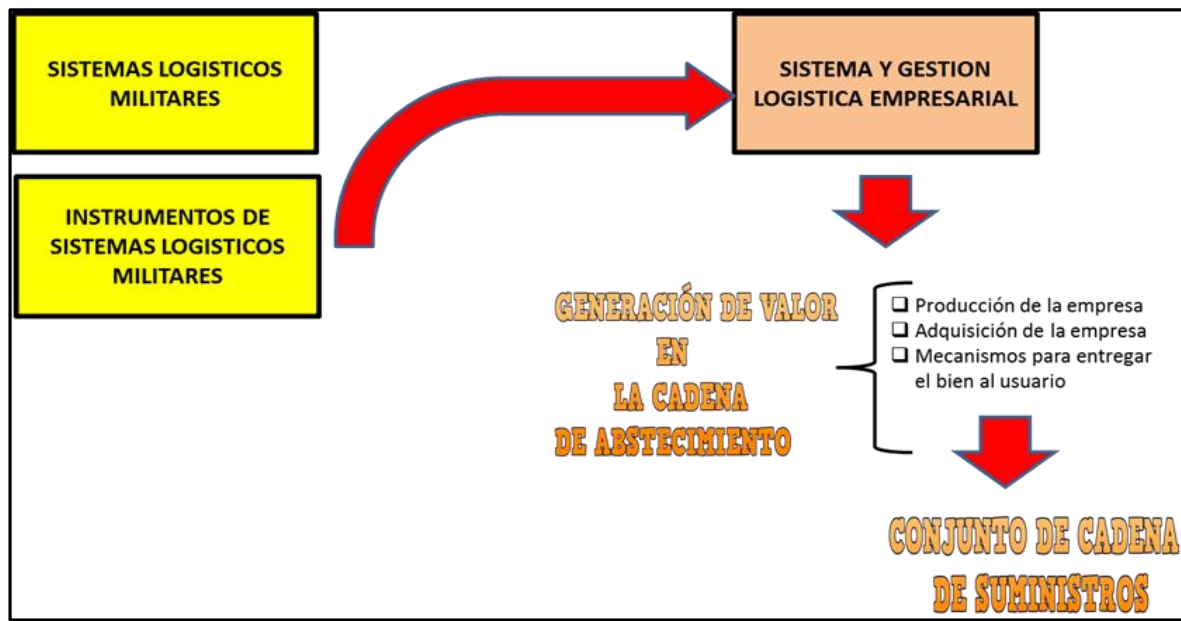 SISTEMAS LOGISTICOS
MILITARES
INSTRUMENTOS DE
SISTEMAS LOGISTICOS
MILITARES
SISTEMA Y GESTION
LOGISTICA EMPRESARIAL
GENERACIÓN DE VALOR
EN
LA CADENA
DE ABSTECIMIENTO
❑ Producción de la empresa
❑ Adquisición de la empresa
❑ Mecanismos para entregar
el bien al usuario
CONJUNTO DE CADENA
DE SUMINISTROS